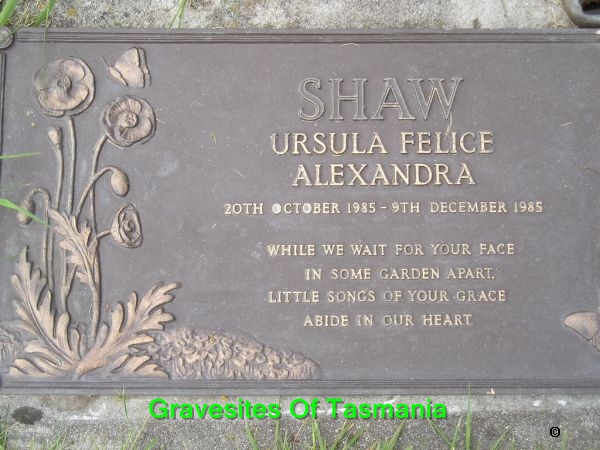 SHAW
URSULA FELICE
ALEXANDRA
20TH OCTOBER 1985 - 9TH DECEMBER 1985
WHILE WE WAIT FOR YOUR FACE
IN SOME GARDEN APART,
LITTLE SONGS OF YOUR GRACE
ABIDE IN OUR HEART.
Gravesites Of Tasmania
©